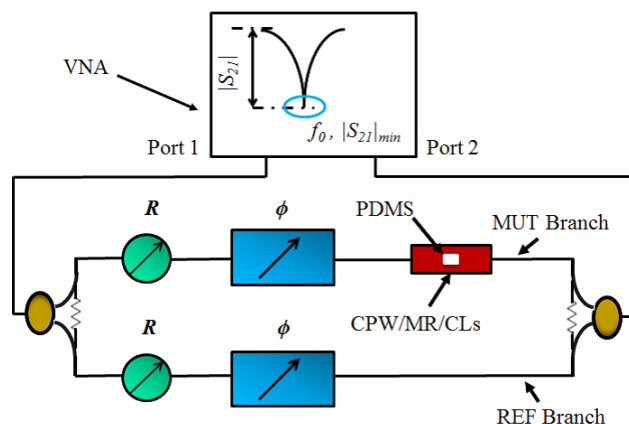 VNA
|S21|
f0 , |S21|min
Port 1
Port 2
R
ϕ
PDMS
MUT Branch
CPW/MR/CLs
R
ϕ
REF Branch